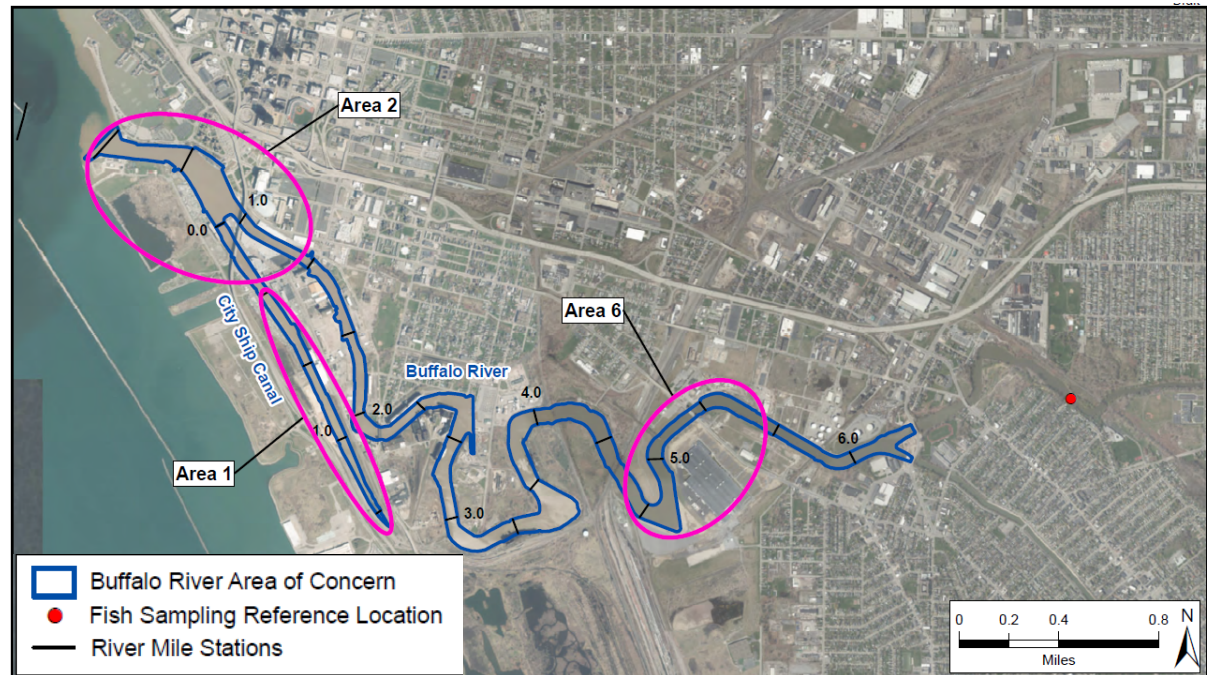 Area 2
1.0
0.0
City Ship Canal
Area 6
Buffalo River
4.0
2.0
1.0
6.0
5.0
Area 1
3.0
Buffalo River Area of Concern
Fish Sampling Reference Location
River Mile Stations
0 0.2 0.4 0.8
Miles
N